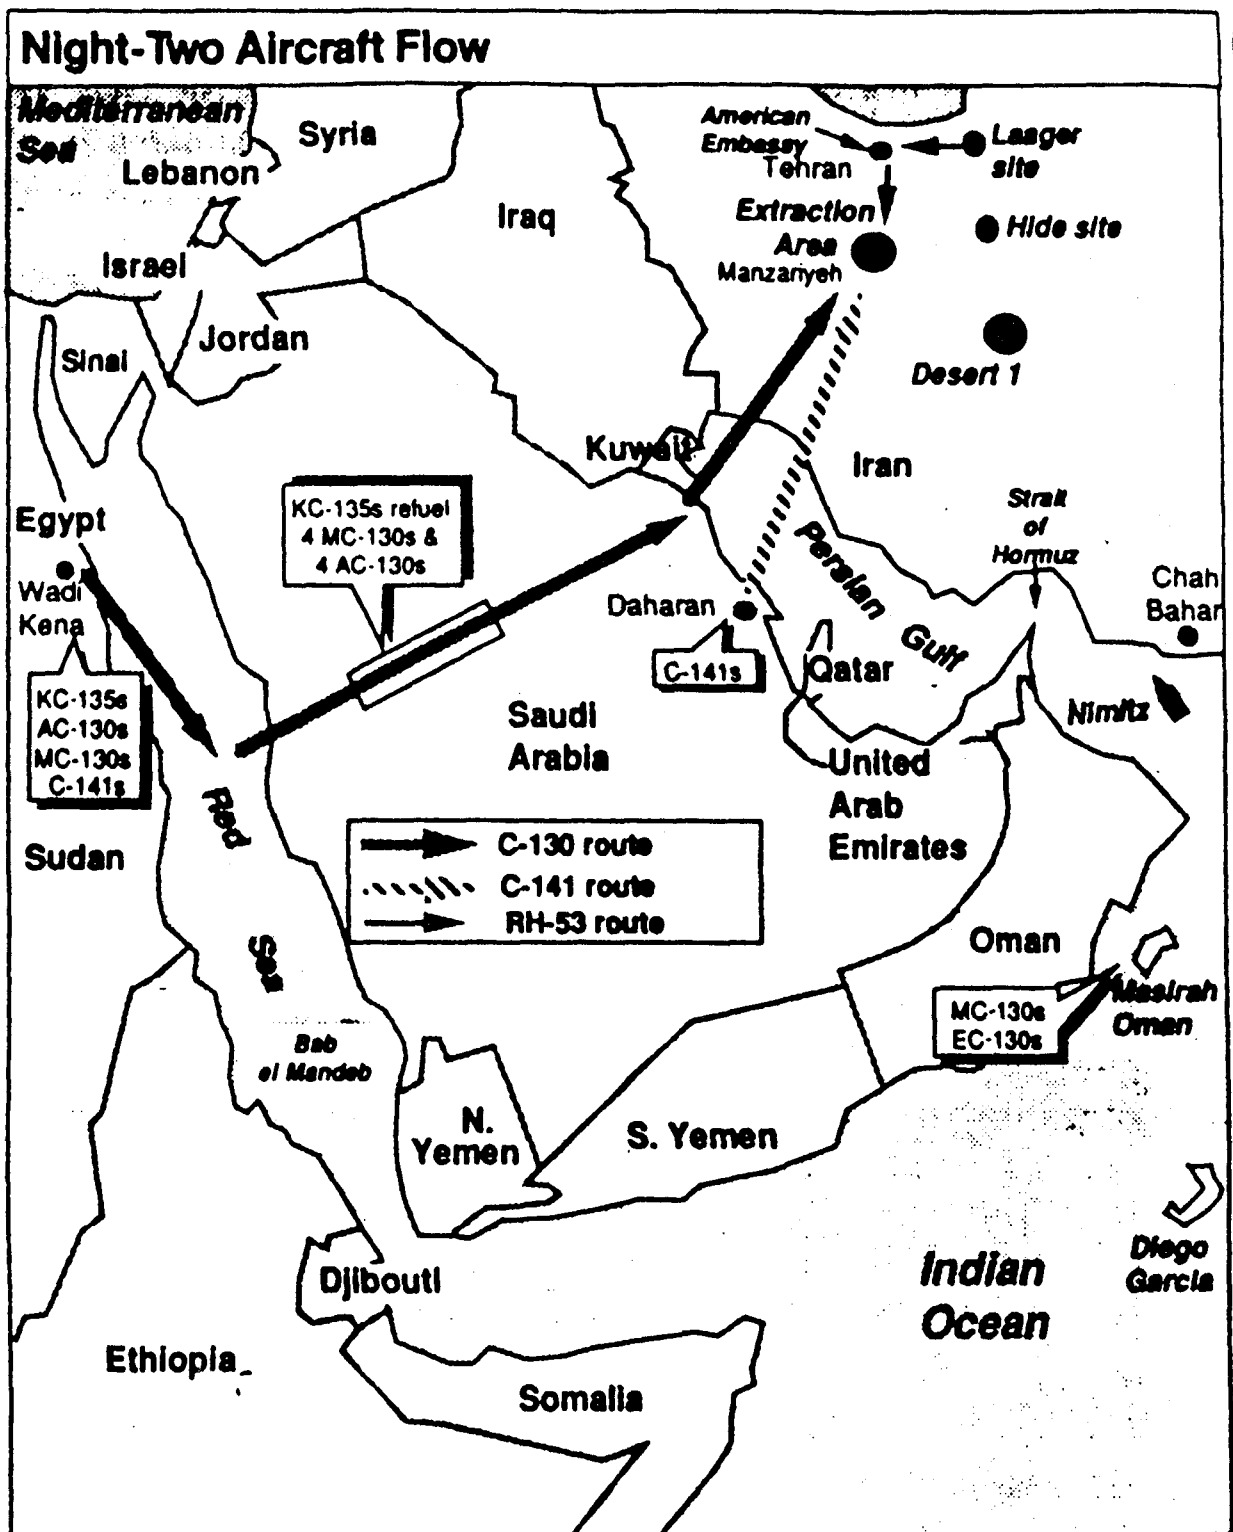 Night-Two Aircraft Flow
Mediterranean
Sea
Syria
Lebanon
Israel
Iraq
American
Embassy
Tehran
Laager
site
Extraction
Area
Manzariyeh
Hide site
Desert 1
Sinai
Jordan
Kuwait
Iran
Strait
of
Hormuz
Chah
Bahar
Egypt
Wadi
Kena
KC-135s refuel
4 MC-130s &
4 AC-130s
Daharan
C-141s
Persian
Gulf
Qatar
Nimitz
KC-135s
AC-130s
MC-130s
C-141s
Saudi
Arabia
United
Arab
Emirates
Red
Sea
Sudan
C-130 route
C-141 route
RH-53 route
Oman
Masirah
Oman
MC-130s
EC-130s
Bab
el Mandeb
N.
Yemen
S. Yemen
Djibouti
Indian
Ocean
Diego
Garcia
Ethiopia
Somalia